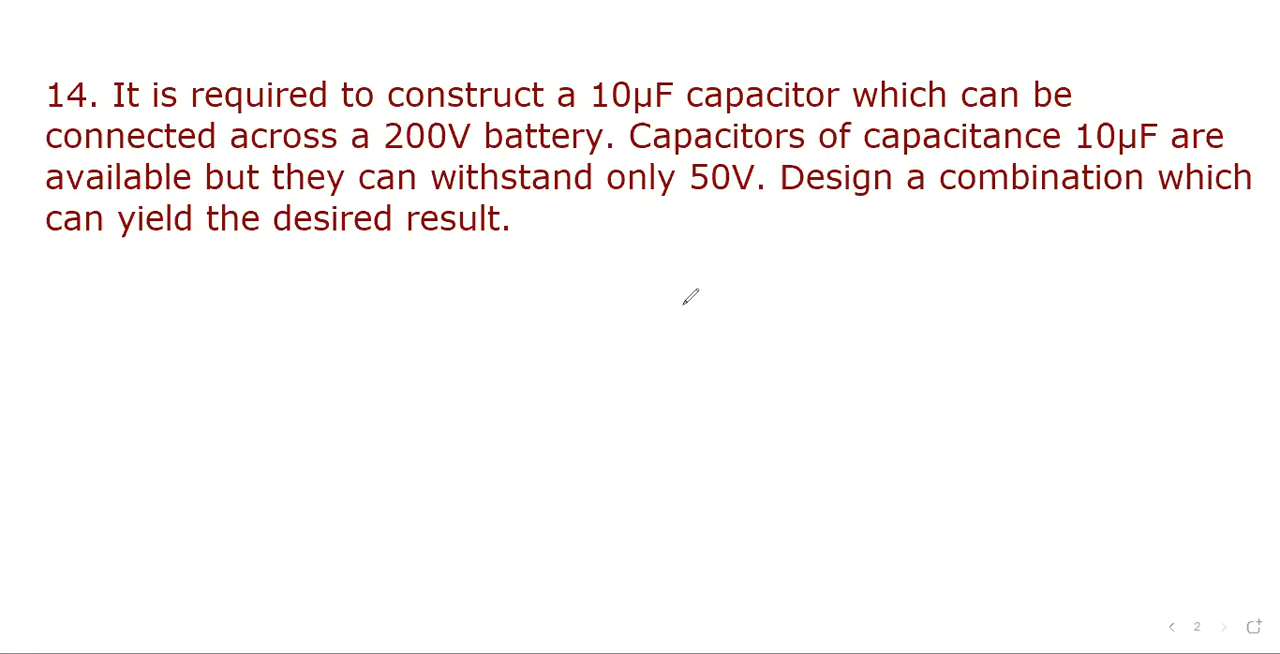 14. It is required to construct a 10µF capacitor which can be
connected across a 200V battery. Capacitors of capacitance 10µF are
available but they can withstand only 50V. Design a combination which
can yield the desired result.
2